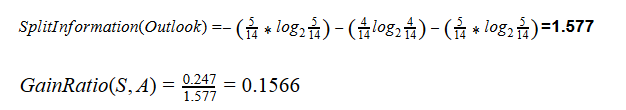 SplitInformation(Outlook) =– (5/14 * log₂ 5/14) – (4/14 log₂ 4/14) – (5/14 * log₂ 5/14)=1.577
GainRatio(S, A) = 0.247/1.577 = 0.1566